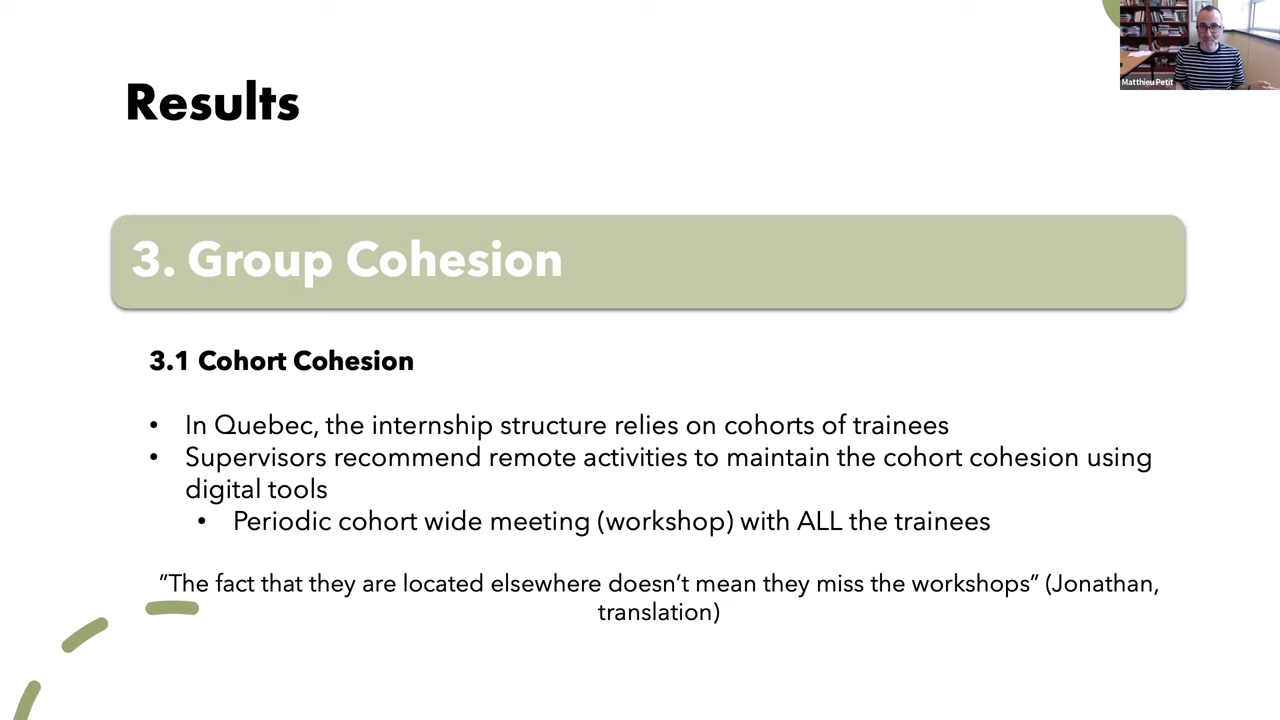 Matthieu Petit
Results
3. Group Cohesion
3.1 Cohort Cohesion
• In Quebec, the internship structure relies on cohorts of trainees
• Supervisors recommend remote activities to maintain the cohort cohesion using
digital tools
• Periodic cohort wide meeting (workshop) with ALL the trainees
”The fact that they are located elsewhere doesn’t mean they miss the workshops” (Jonathan,
translation)